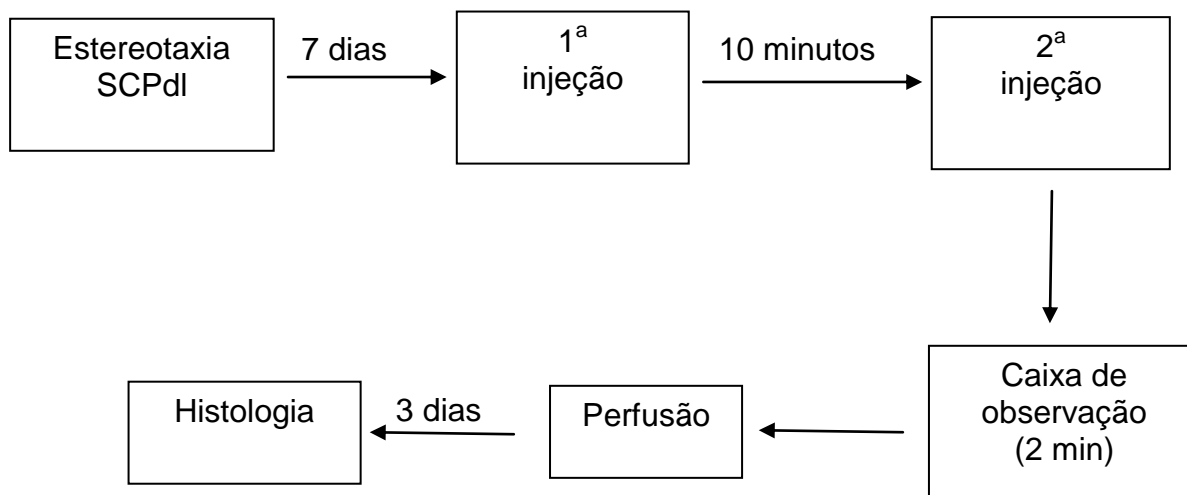 Estereotaxia
SCPdl
7 dias
1ª
injeção
10 minutos
2ª
injeção
Caixa de
observação
(2 min)
Perfusão
3 dias
Histologia